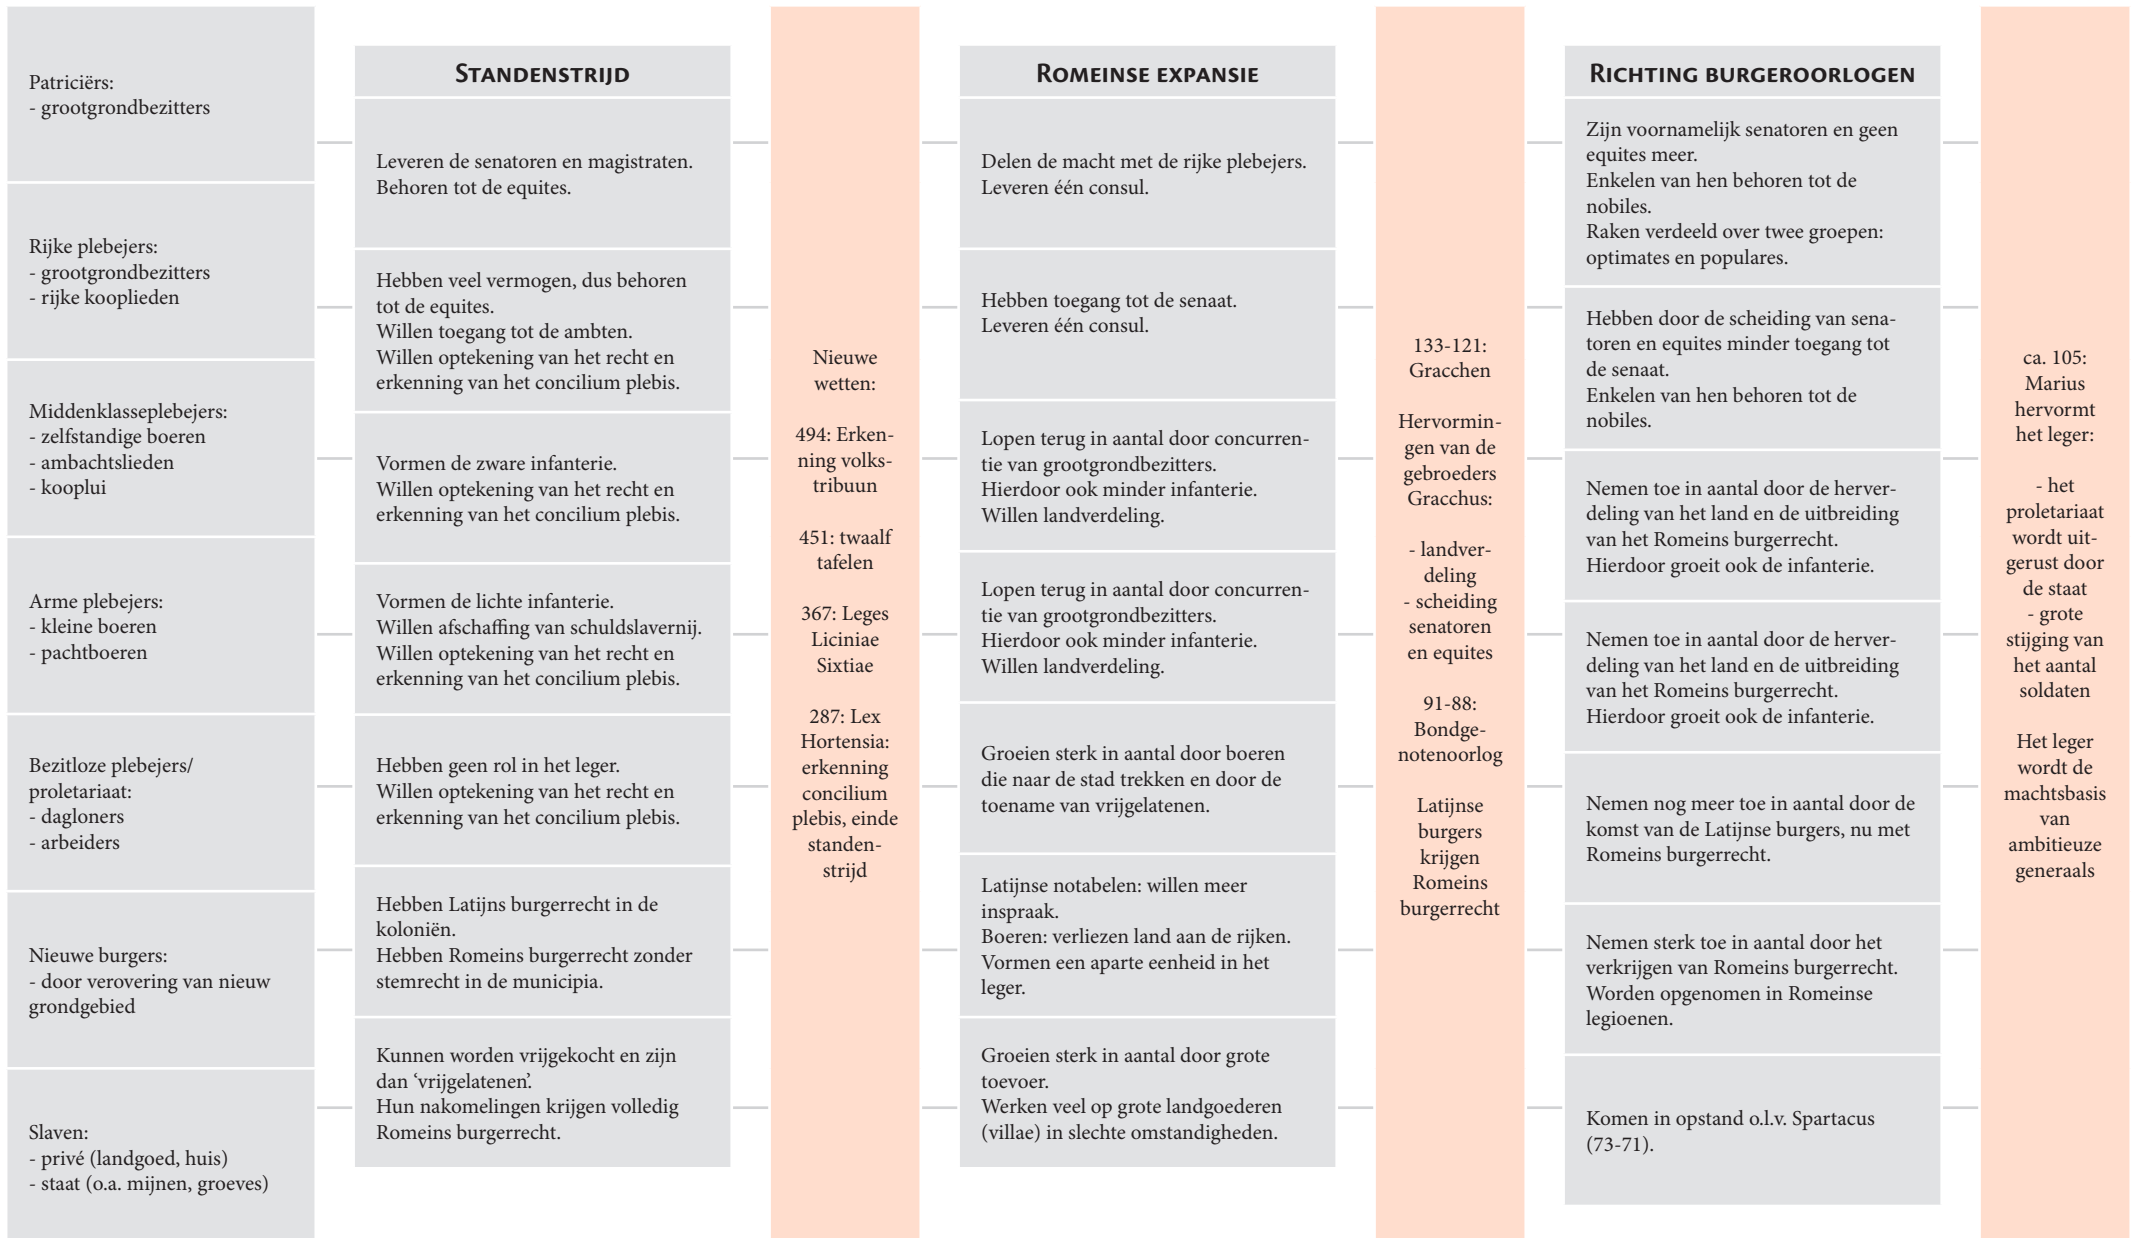 Patriciërs:
- grootgrondbezitters
Rijke plebejers:
- grootgrondbezitters
- rijke kooplieden
Middenklasseplebejers:
- zelfstandige boeren
- ambachtslieden
- kooplui
Arme plebejers:
- kleine boeren
- pachtboeren
Bezitloze plebejers/
proletariaat:
- dagloners
- arbeiders
Nieuwe burgers:
- door verovering van nieuw
grondgebied
Slaven:
- privé (landgoed, huis)
- staat (o.a. mijnen, groeves)
Standenstrijd
Leveren de senatoren en magistraten.
Behoren tot de equites.
Hebben veel vermogen, dus behoren
tot de equites.
Willen toegang tot de ambten.
Willen optekening van het recht en
erkenning van het concilium plebis.
Vormen de zware infanterie.
Willen optekening van het recht en
erkenning van het concilium plebis.
Vormen de lichte infanterie.
Willen afschaffing van schuldslavernij.
Willen optekening van het recht en
erkenning van het concilium plebis.
Hebben geen rol in het leger.
Willen optekening van het recht en
erkenning van het concilium plebis.
Hebben Latijns burgerrecht in de
koloniën.
Hebben Romeins burgerrecht zonder
stemrecht in de municipia.
Kunnen worden vrijgekocht en zijn
dan ‘vrijgelatenen’.
Hun nakomelingen krijgen volledig
Romeins burgerrecht.
Nieuwe
wetten:
494: Erken-
ning volks-
tribuun
451: twaalf
tafelen
367: Leges
Liciniae
Sixtiae
287: Lex
Hortensia:
erkenning
concilium
plebis, einde
standen-
strijd
Romeinse expansie
Delen de macht met de rijke plebejers.
Leveren één consul.
Hebben toegang tot de senaat.
Leveren één consul.
Lopen terug in aantal door concurren-
tie van grootgrondbezitters.
Hierdoor ook minder infanterie.
Willen landverdeling.
Lopen terug in aantal door concurren-
tie van grootgrondbezitters.
Hierdoor ook minder infanterie.
Willen landverdeling.
Groeien sterk in aantal door boeren
die naar de stad trekken en door de
toename van vrijgelatenen.
Latijnse notabelen: willen meer
inspraak.
Boeren: verliezen land aan de rijken.
Vormen een aparte eenheid in het
leger.
Groeien sterk in aantal door grote
toevoer.
Werken veel op grote landgoederen
(villae) in slechte omstandigheden.
133-121:
Gracchen
Hervormin-
gen van de
gebroeders
Gracchus:
- landver-
deling
- scheiding
senatoren
en equites
91-88:
Bondge-
notenoorlog
Latijnse
burgers
krijgen
Romeins
burgerrecht
Richting burgeroorlogen
Zijn voornamelijk senatoren en geen
equites meer.
Enkelen van hen behoren tot de
nobiles.
Raken verdeeld over twee groepen:
optimates en populares.
Hebben door de scheiding van sena-
toren en equites minder toegang tot
de senaat.
Enkelen van hen behoren tot de
nobiles.
Nemen toe in aantal door de herver-
deling van het land en de uitbreiding
van het Romeins burgerrecht.
Hierdoor groeit ook de infanterie.
Nemen toe in aantal door de herver-
deling van het land en de uitbreiding
van het Romeins burgerrecht.
Hierdoor groeit ook de infanterie.
Nemen nog meer toe in aantal door de
komst van de Latijnse burgers, nu met
Romeins burgerrecht.
Nemen sterk toe in aantal door het
verkrijgen van Romeins burgerrecht.
Worden opgenomen in Romeinse
legioenen.
Komen in opstand o.l.v. Spartacus
(73-71).
ca. 105:
Marius
hervormt
het leger:
- het
proletariaat
wordt uit-
gerust door
de staat
- grote
stijging van
het aantal
soldaten
Het leger
wordt de
machtsbasis
van
ambitieuze
generaals